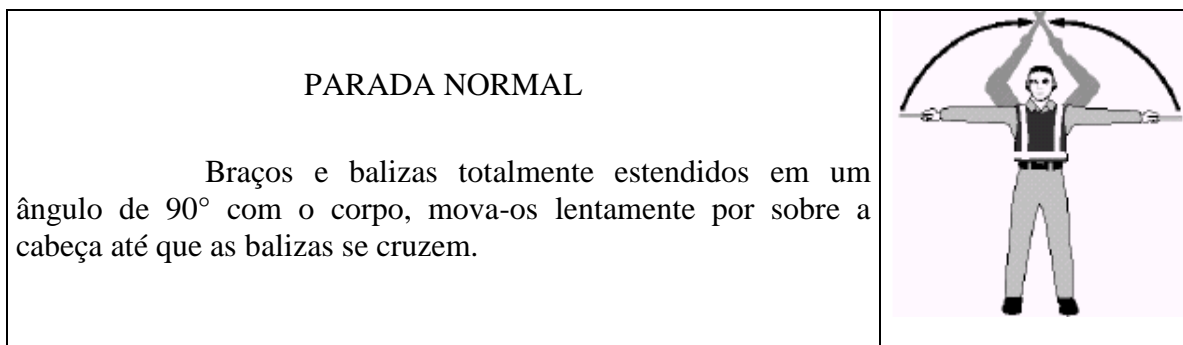 PARADA NORMAL
Braços e balizas totalmente estendidos em um
ângulo de 90° com o corpo, mova-os lentamente por sobre a
cabeça até que as balizas se cruzem.